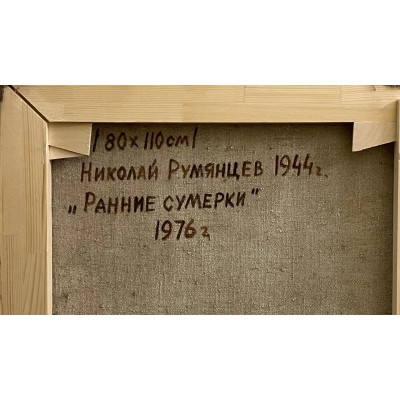 /80x110cm/
Николай Румянцев 1944г.
„Ранние сумерки"
1976г.